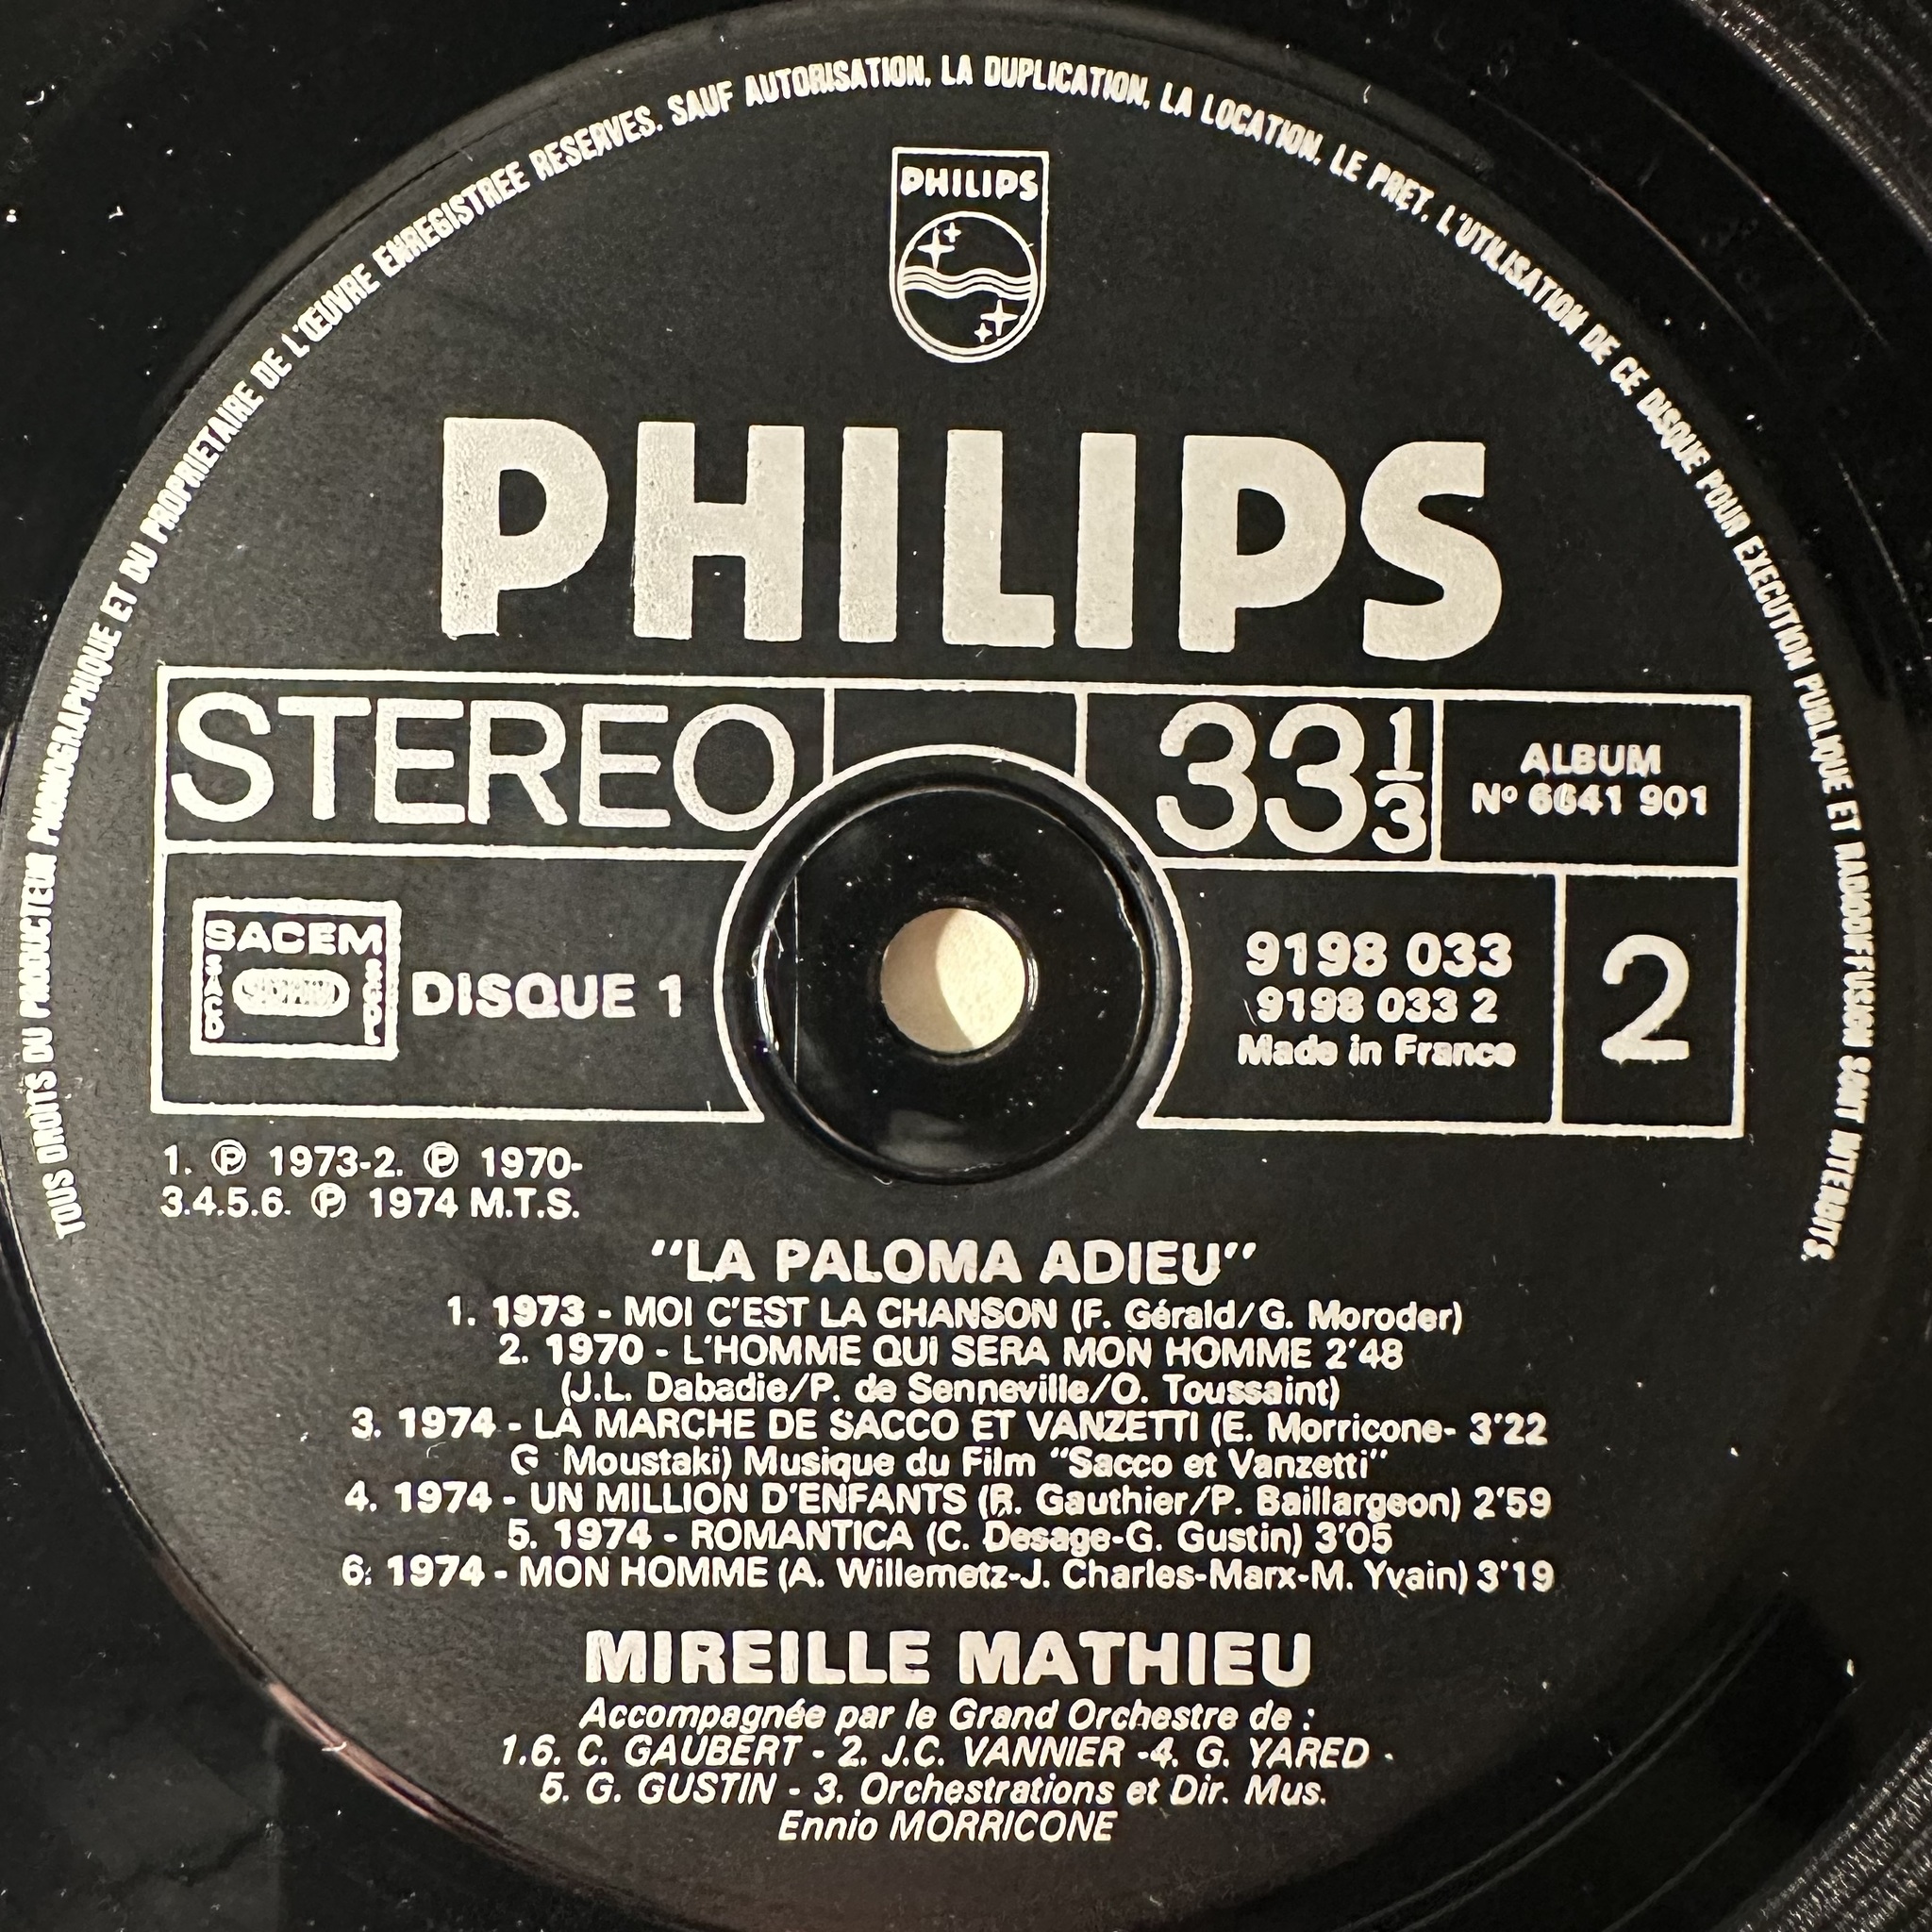 TOUS DROITS DU PRODUCTEUR PHONOGRAPHIQUE ET DU PROPRIETAIRE DE L'ŒUVRE ENREGISTREE RESERVES. SAUF AUTORISATION, LA DUPLICATION, LA LOCATION, LE PRET, L'UTILISATION DE CE DISQUE POUR EXECUTION PUBLIQUE ET RADIODIFFUSION SONT INTERDITS.
PHILIPS
PHILIPS
STEREO
33 1/3
ALBUM
Nº 6641 901
SACEM
SACD
SDRM
SGDL
DISQUE 1
9198 033
9198 033 2
Made in France
2
1. ℗ 1973-2. ℗ 1970-
3.4.5.6. ℗ 1974 M.T.S.
"LA PALOMA ADIEU"
1. 1973 - MOI C'EST LA CHANSON (F. Gérald/G. Moroder)
2. 1970 - L'HOMME QUI SERA MON HOMME 2'48
(J.L. Dabadie/P. de Senneville/O. Toussaint)
3. 1974 - LA MARCHE DE SACCO ET VANZETTI (E. Morricone- 3'22
G Moustaki) Musique du Film "Sacco et Vanzetti"
4. 1974 - UN MILLION D'ENFANTS (R. Gauthier/P. Baillargeon) 2'59
5. 1974 - ROMANTICA (C. Desage-G. Gustin) 3'05
6. 1974 - MON HOMME (A. Willemetz-J. Charles-Marx-M. Yvain) 3'19
MIREILLE MATHIEU
Accompagnée par le Grand Orchestre de :
1.6. C. GAUBERT - 2. J.C. VANNIER -4. G. YARED -
5. G. GUSTIN - 3. Orchestrations et Dir. Mus.
Ennio MORRICONE